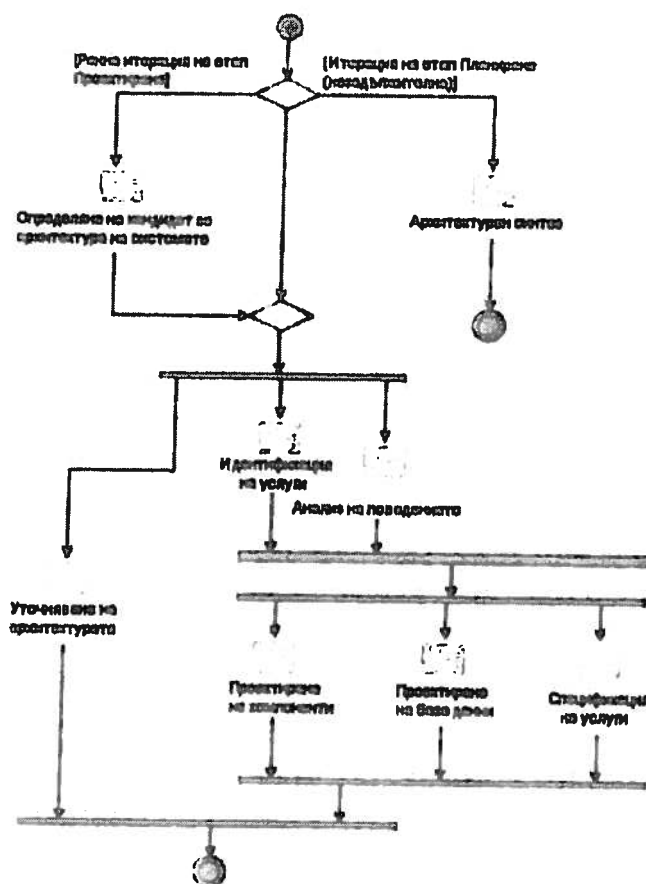 [Ранна итерация на етап
Проектиране]
[Итерация на етап Планиране
(незадължително)]
Определяне на кандидат за
архитектура на системата
Архитектурен синтез
Идентификация
на услуги
Анализ на поведението
Уточняване на
архитектурата
Проектиране
на компоненти
Проектиране
на база данни
Спецификация
на услуги